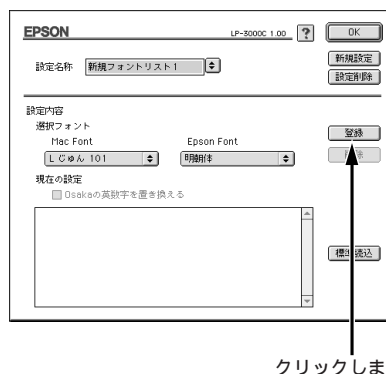 EPSON
LP-3000C 1.00 ? OK
設定名称 新規フォントリスト1
新規設定
設定削除
設定内容
選択フォント
Mac Font Epson Font
登録
Lじゅん 101 明朝体
現在の設定
Osakaの英数字を置き換える
標準読込
クリックしま